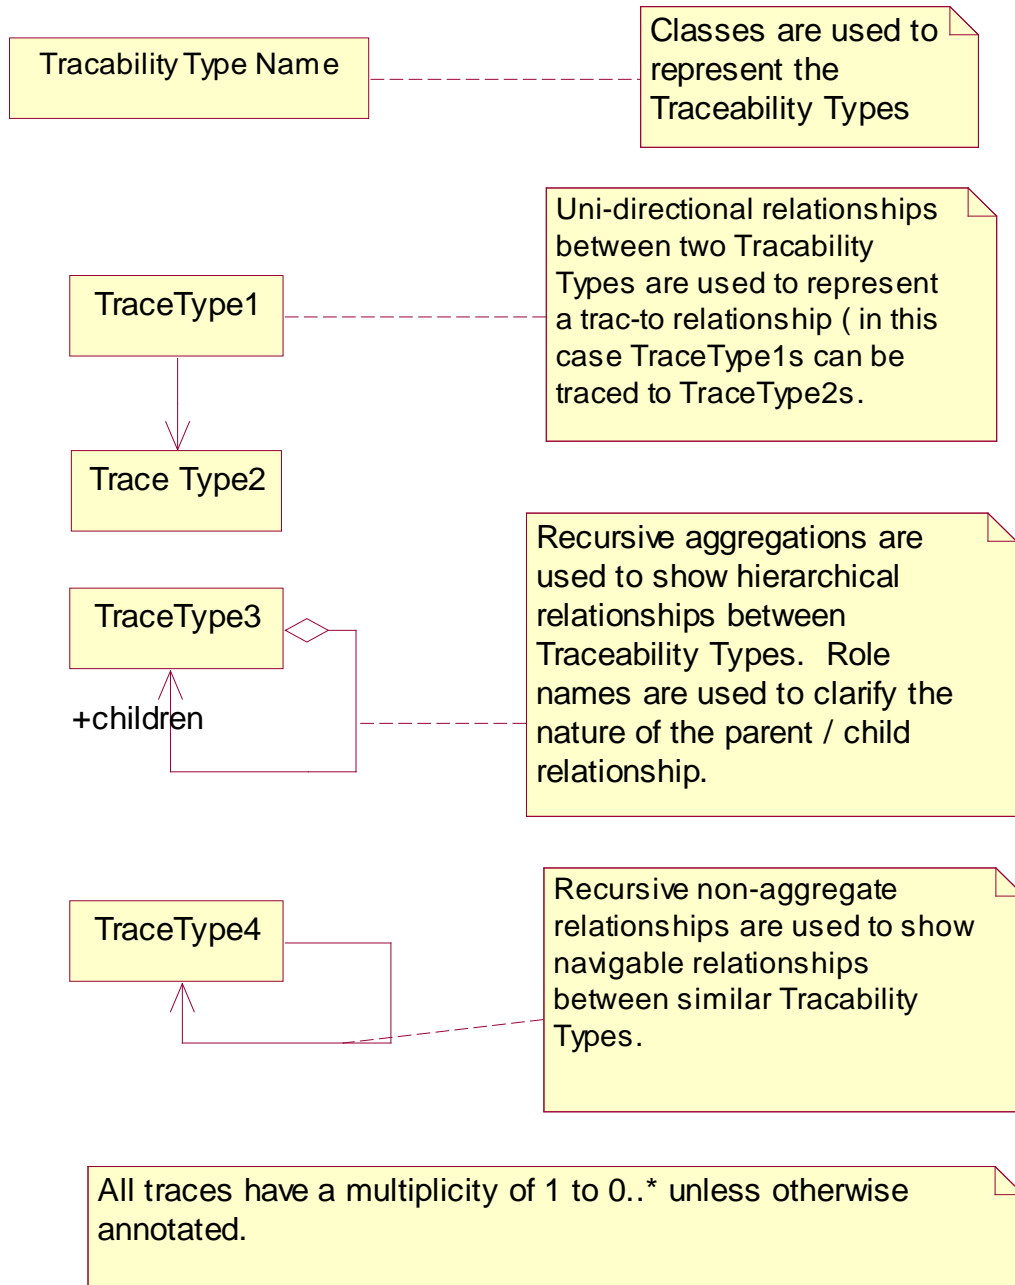 Tracability Type Name
Classes are used to
represent the
Traceability Types
Uni-directional relationships
between two Tracability
Types are used to represent
a trac-to relationship ( in this
case TraceType1s can be
traced to TraceType2s.
TraceType1
Trace Type2
Recursive aggregations are
used to show hierarchical
relationships between
Traceability Types.  Role
names are used to clarify the
nature of the parent / child
relationship.
TraceType3
+children
Recursive non-aggregate
relationships are used to show
navigable relationships
between similar Tracability
Types.
TraceType4
All traces have a multiplicity of 1 to 0..* unless otherwise
annotated.